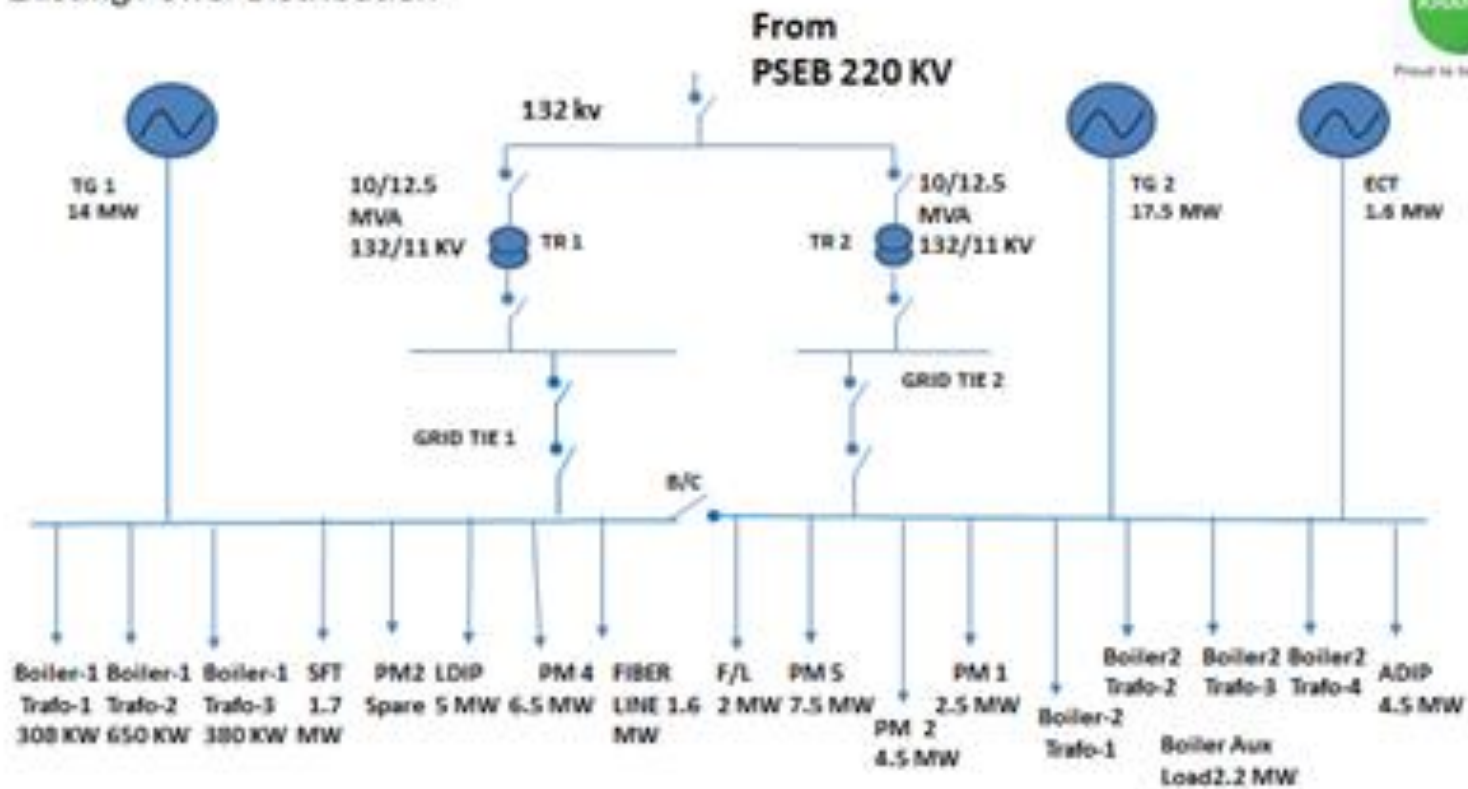 Existing Power Distribution
From
PSEB 220 KV
132 kv
TG 1
14 MW
10/12.5
MVA
132/11 KV
TR 1
TR 2
10/12.5
MVA
132/11 KV
TG 2
17.5 MW
ECT
1.6 MW
GRID TIE 1
GRID TIE 2
B/C
Boiler-1
Trafo-1
308 KW
Boiler-1
Trafo-2
650 KW
Boiler-1
Trafo-3
380 KW
SFT
1.7
MW
PM2
Spare
LDIP
5 MW
PM 4
6.5 MW
FIBER
LINE 1.6
MW
F/L
2 MW
PM 5
7.5 MW
PM 2
4.5 MW
PM 1
2.5 MW
Boiler-2
Trafo-1
Boiler2
Trafo-2
Boiler2
Trafo-3
Boiler2
Trafo-4
Boiler Aux
Load2.2 MW
ADIP
4.5 MW